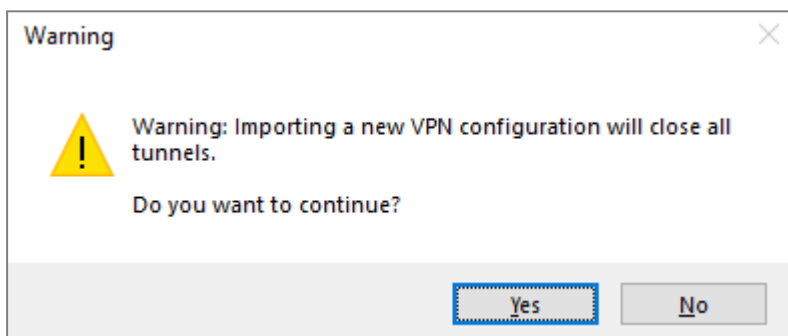 Warning
Warning: Importing a new VPN configuration will close all
tunnels.
Do you want to continue?
Yes
No